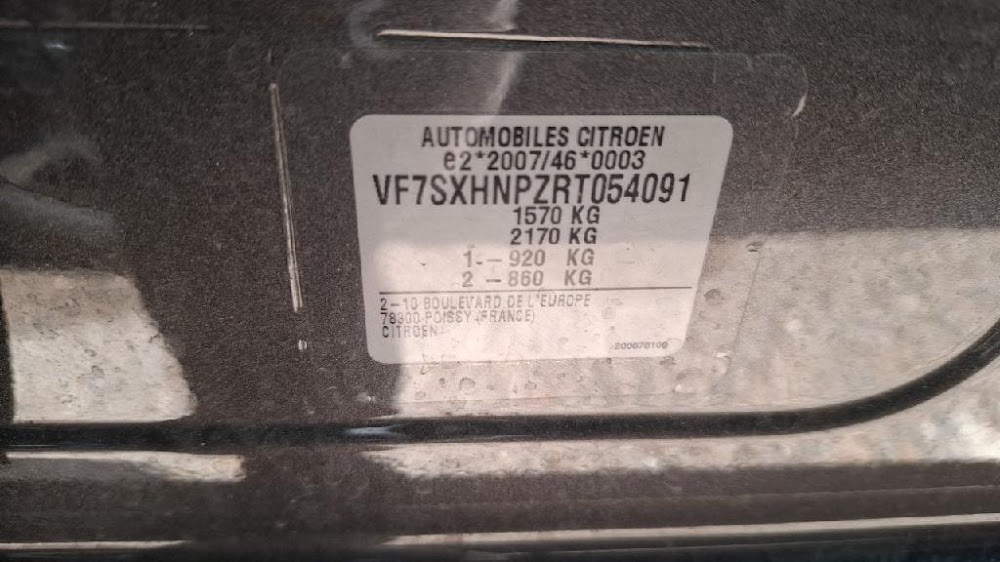 AUTOMOBILES CITROEN
e2*2007/46*0003
VF7SXHNPZRT054091
1570 KG
2170 KG
1-920 KG
2-860 KG
2-10 BOULEVARD DE L'EUROPE
78300 POISSY (FRANCE)
CITROEN